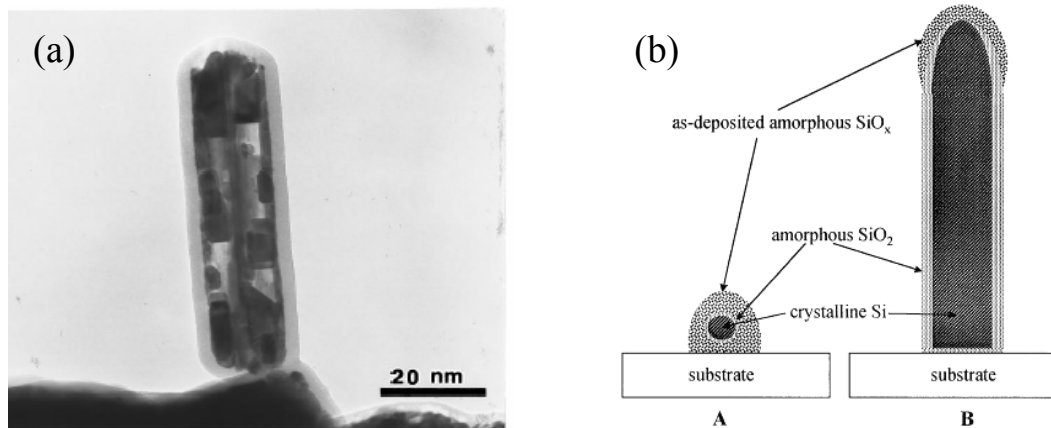 (a)
20 nm
(b)
as-deposited amorphous SiOₓ
amorphous SiO₂
crystalline Si
substrate
substrate
A
B